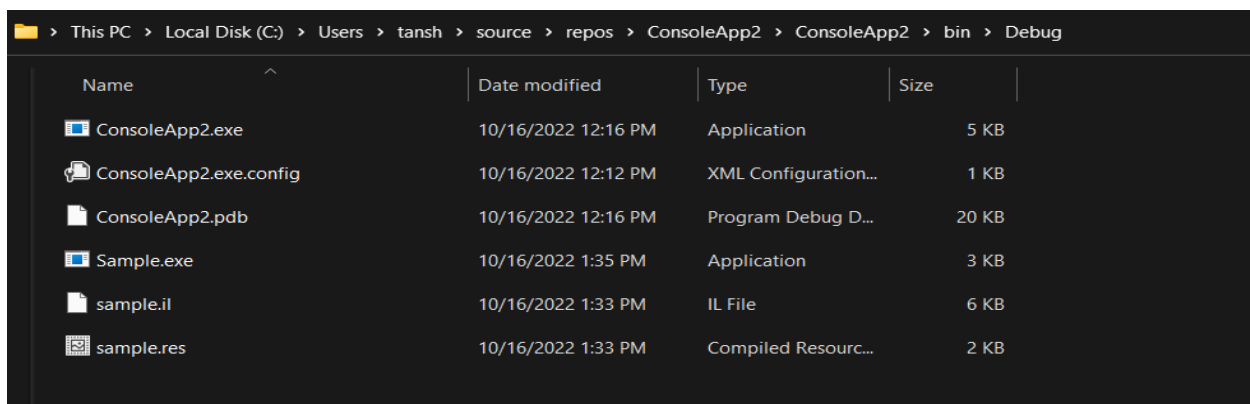 This PC > Local Disk (C:) > Users > tansh > source > repos > ConsoleApp2 > ConsoleApp2 > bin > Debug
Name Date modified Type Size
ConsoleApp2.exe 10/16/2022 12:16 PM Application 5 KB
ConsoleApp2.exe.config 10/16/2022 12:12 PM XML Configuration... 1 KB
ConsoleApp2.pdb 10/16/2022 12:16 PM Program Debug D... 20 KB
Sample.exe 10/16/2022 1:35 PM Application 3 KB
sample.il 10/16/2022 1:33 PM IL File 6 KB
sample.res 10/16/2022 1:33 PM Compiled Resourc... 2 KB